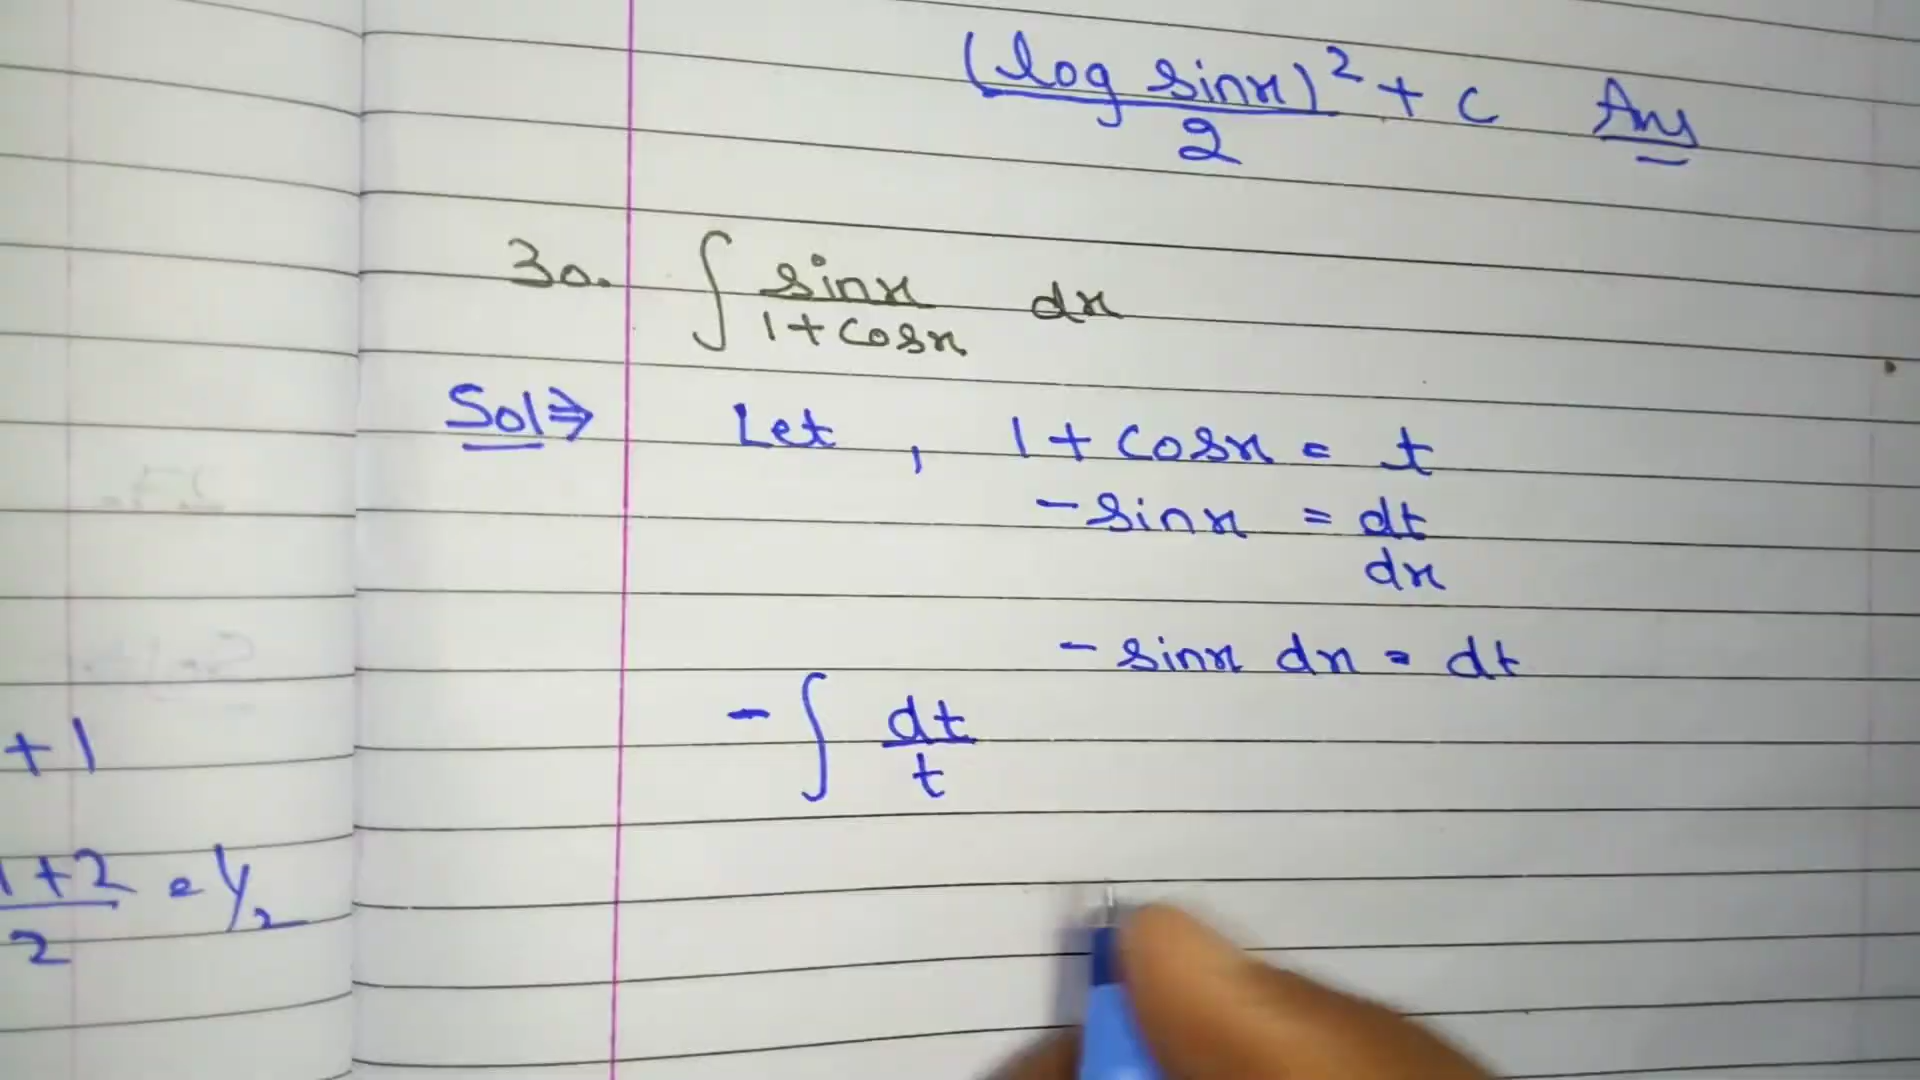 (log sinx)² + c Ans
2
30. ∫ sinx dx
1+cosx
Sol⇒ Let, 1+cosx = t
-sinx = dt
dx
-sinx dx = dt
-∫ dt
t
+1
1+2 = 1/2
2